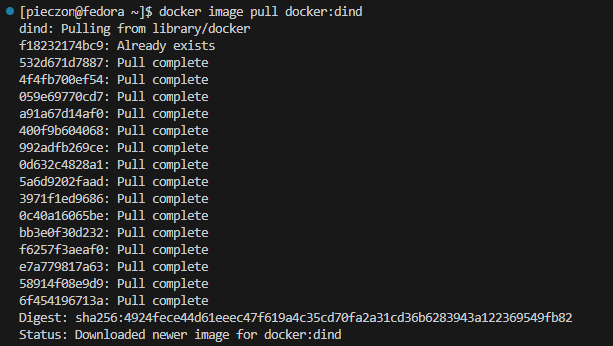 [pieczon@fedora ~]$ docker image pull docker:dind
dind: Pulling from library/docker
f18232174bc9: Already exists
532d671d7887: Pull complete
4f4fb700ef54: Pull complete
059e69770cd7: Pull complete
a91a67d14af0: Pull complete
400f9b604068: Pull complete
992adfb269ce: Pull complete
0d632c4828a1: Pull complete
5a6d9202faad: Pull complete
3971f1ed9686: Pull complete
0c40a16065be: Pull complete
bb3e0f30d232: Pull complete
f6257f3aeaf0: Pull complete
e7a779817a63: Pull complete
58914f08e9d9: Pull complete
6f454196713a: Pull complete
Digest: sha256:4924fece44d61eeec47f619a4c35cd70fa2a31cd36b6283943a122369549fb82
Status: Downloaded newer image for docker:dind